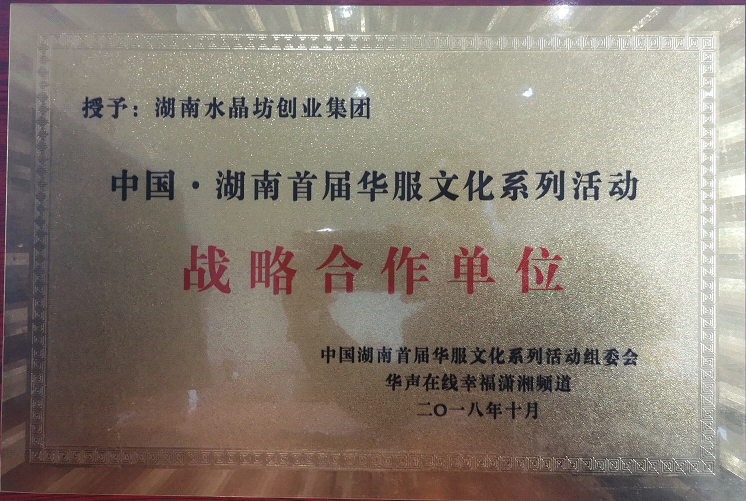 授予：湖南水晶坊创业集团
中国·湖南首届华服文化系列活动
战略合作单位
中国湖南首届华服文化系列活动组委会
华声在线幸福潇湘频道
二〇一八年十月